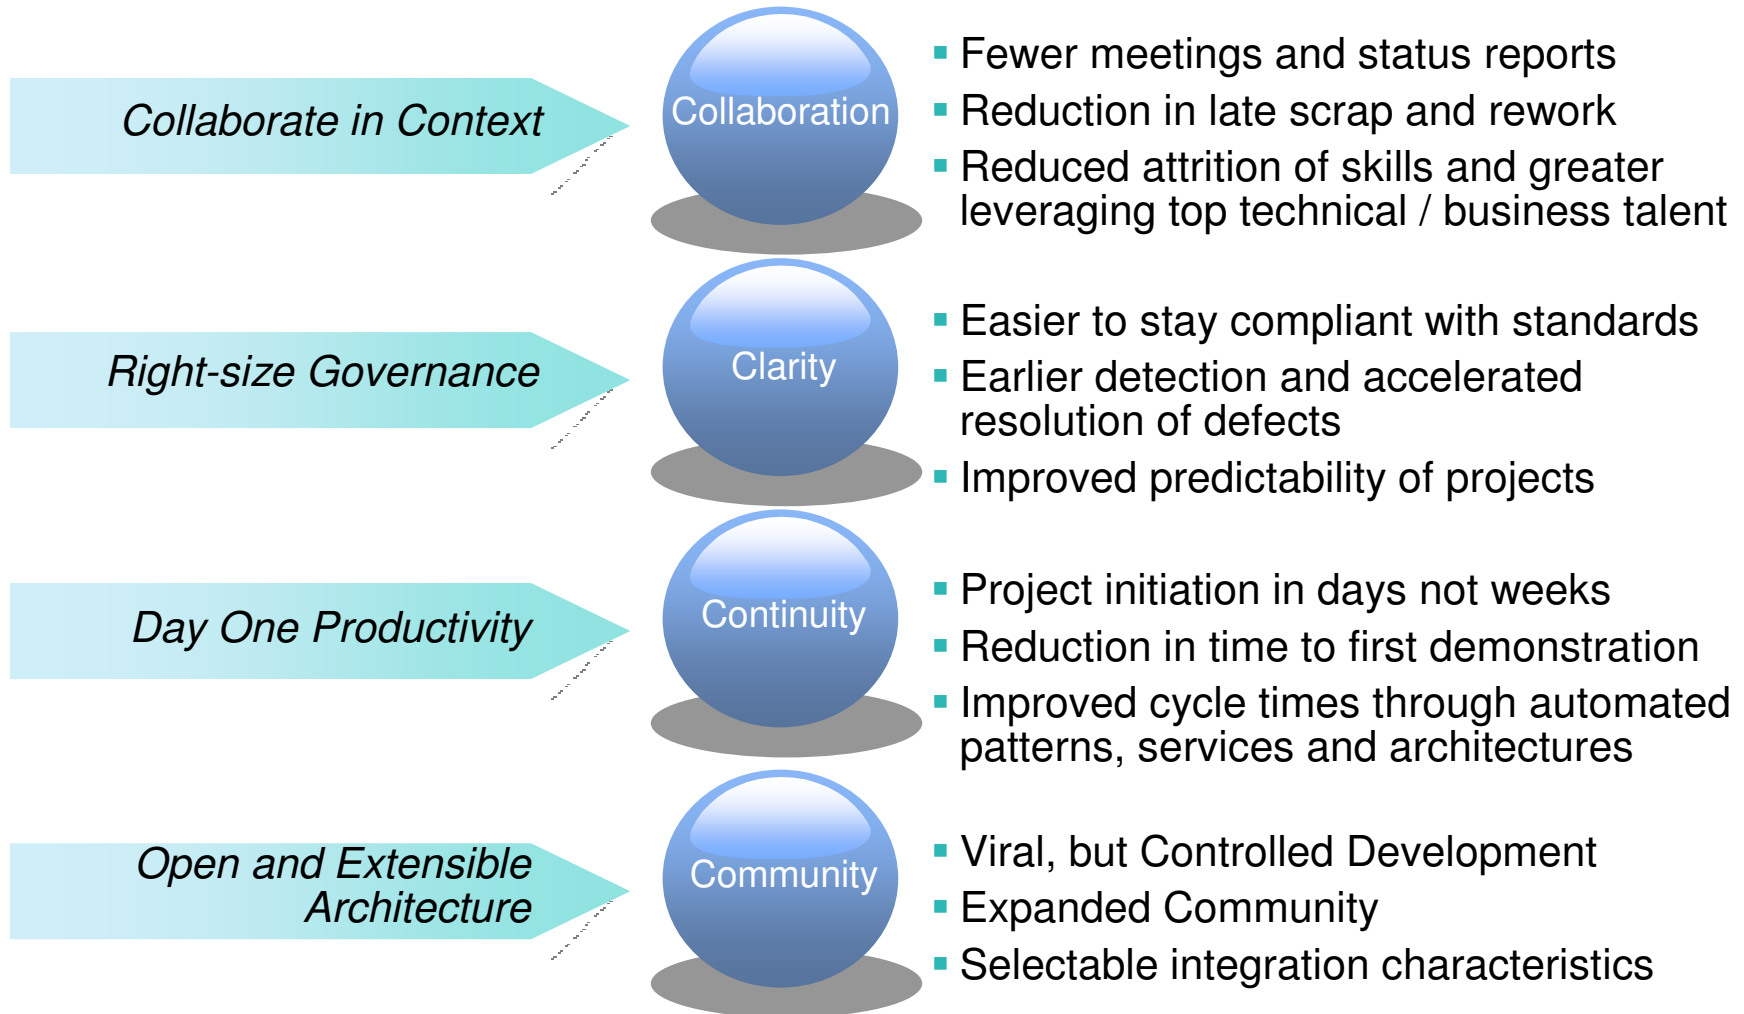 Collaborate in Context
Collaboration
▪ Fewer meetings and status reports
▪ Reduction in late scrap and rework
▪ Reduced attrition of skills and greater
leveraging top technical / business talent
Right-size Governance
Clarity
▪ Easier to stay compliant with standards
▪ Earlier detection and accelerated
resolution of defects
▪ Improved predictability of projects
Day One Productivity
Continuity
▪ Project initiation in days not weeks
▪ Reduction in time to first demonstration
▪ Improved cycle times through automated
patterns, services and architectures
Open and Extensible
Architecture
Community
▪ Viral, but Controlled Development
▪ Expanded Community
▪ Selectable integration characteristics